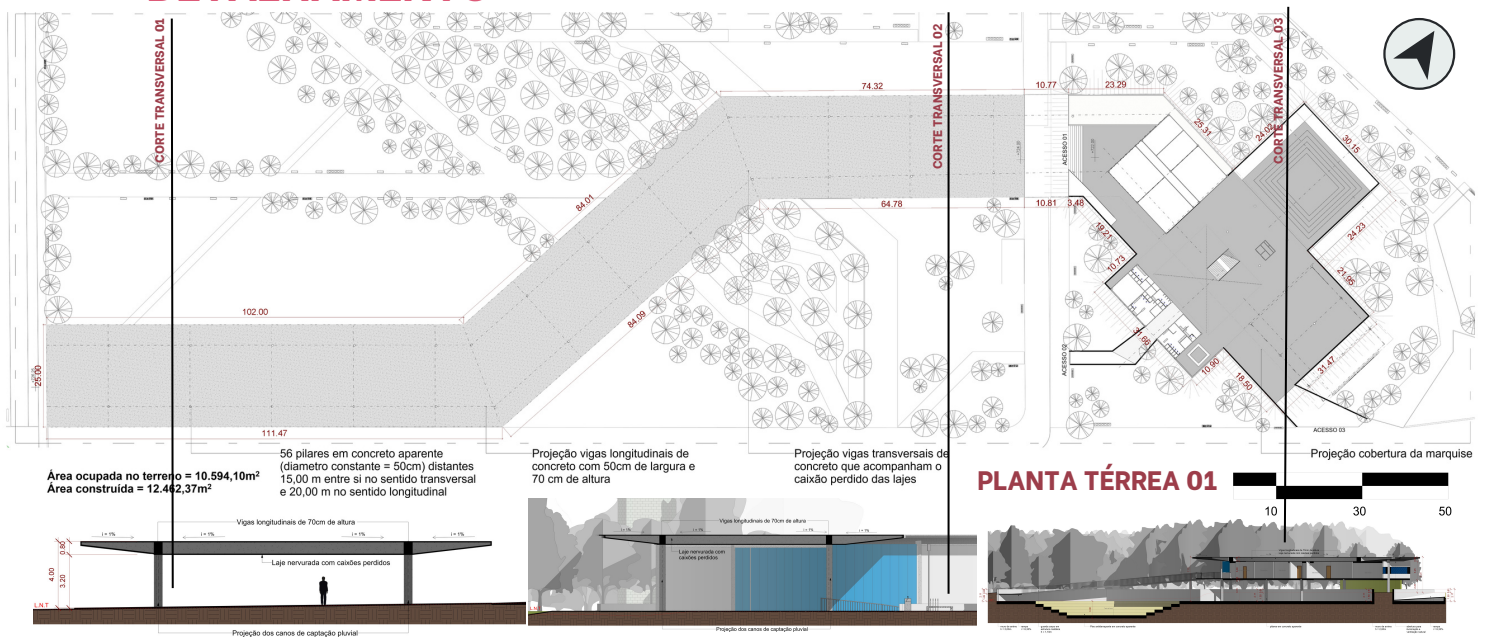 DETALHAMENTO
CORTE TRANSVERSAL 01
CORTE TRANSVERSAL 02
CORTE TRANSVERSAL 03
74.32
10.77
23.29
25.31
24.02
30.15
84.01
64.78
10.81
3.48
ACESSO 01
19.21
10.73
24.23
21.95
102.00
84.09
31.66
ACESSO 02
10.90
18.50
31.47
25.00
111.47
ACESSO 03
Área ocupada no terreno = 10.594,10m²
Área construída = 12.462,37m²
56 pilares em concreto aparente
(diametro constante = 50cm) distantes
15,00 m entre si no sentido transversal
e 20,00 m no sentido longitudinal
Projeção vigas longitudinais de
concreto com 50cm de largura e
70 cm de altura
Projeção vigas transversais de
concreto que acompanham o
caixão perdido das lajes
Projeção cobertura da marquise
PLANTA TÉRREA 01
10 30 50
Vigas longitudinais de 70cm de altura
i = 1% i = 1% i = 1% i = 1%
Laje nervurada com caixões perdidos
0.80
4.00
3.20
L.N.T
Projeção dos canos de captação pluvial
Vigas longitudinais de 70cm de altura
i = 1% i = 1% i = 1%
Laje nervurada com
caixões perdidos
Projeção dos canos de captação pluvial